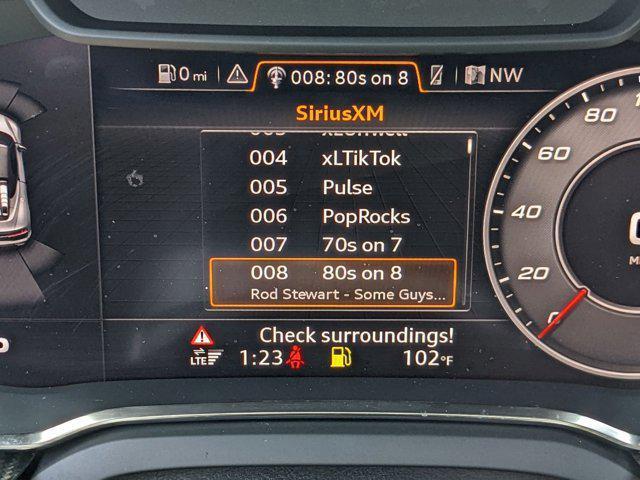 0 mi 008: 80s on 8 NW
SiriusXM
004 xLTikTok
005 Pulse
006 PopRocks
007 70s on 7
008 80s on 8
Rod Stewart - Some Guys...
Check surroundings!
LTE 1:23 102°F
80
60
40
20